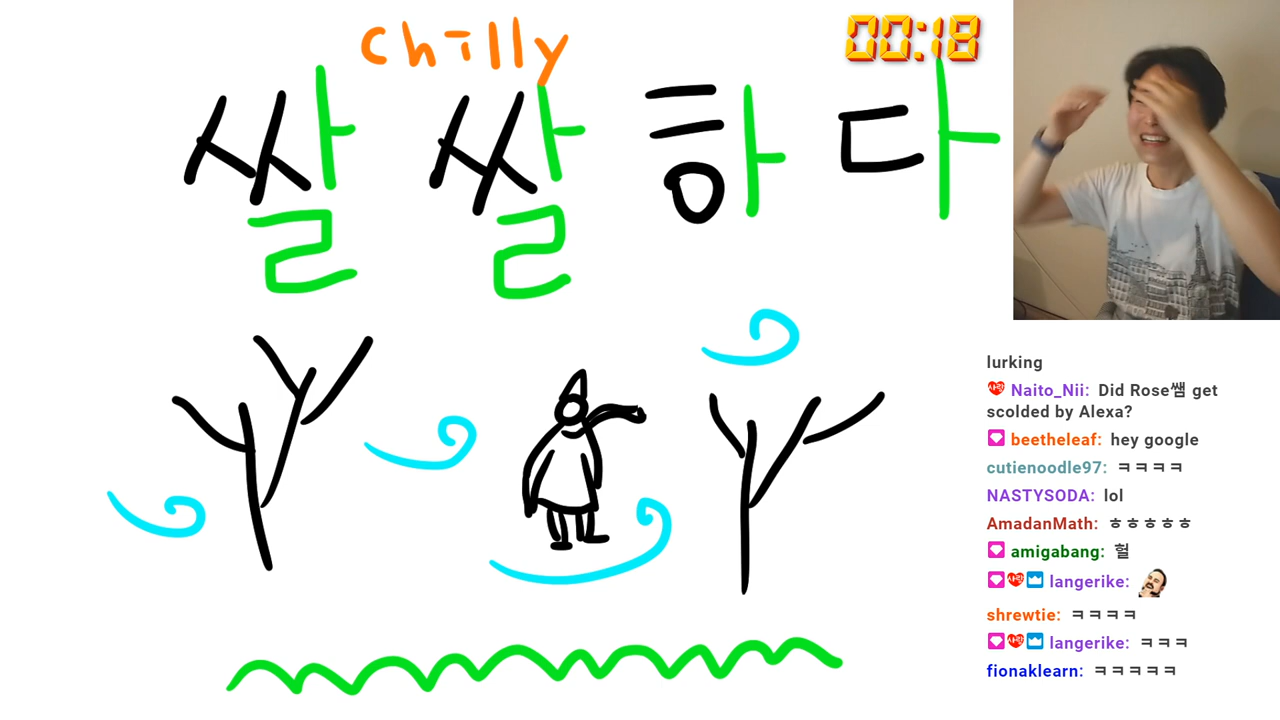 chilly
00:18
쌀쌀하다
lurking
Naito_Nii: Did Rose쌤 get
scolded by Alexa?
beetheleaf: hey google
cutienoodle97: ㅋㅋㅋㅋ
NASTYSODA: lol
AmadanMath: ㅎㅎㅎㅎㅎ
amigabang: 헐
langerike:
shrewtie: ㅋㅋㅋㅋ
langerike: ㅋㅋㅋ
fionaklearn: ㅋㅋㅋㅋㅋ